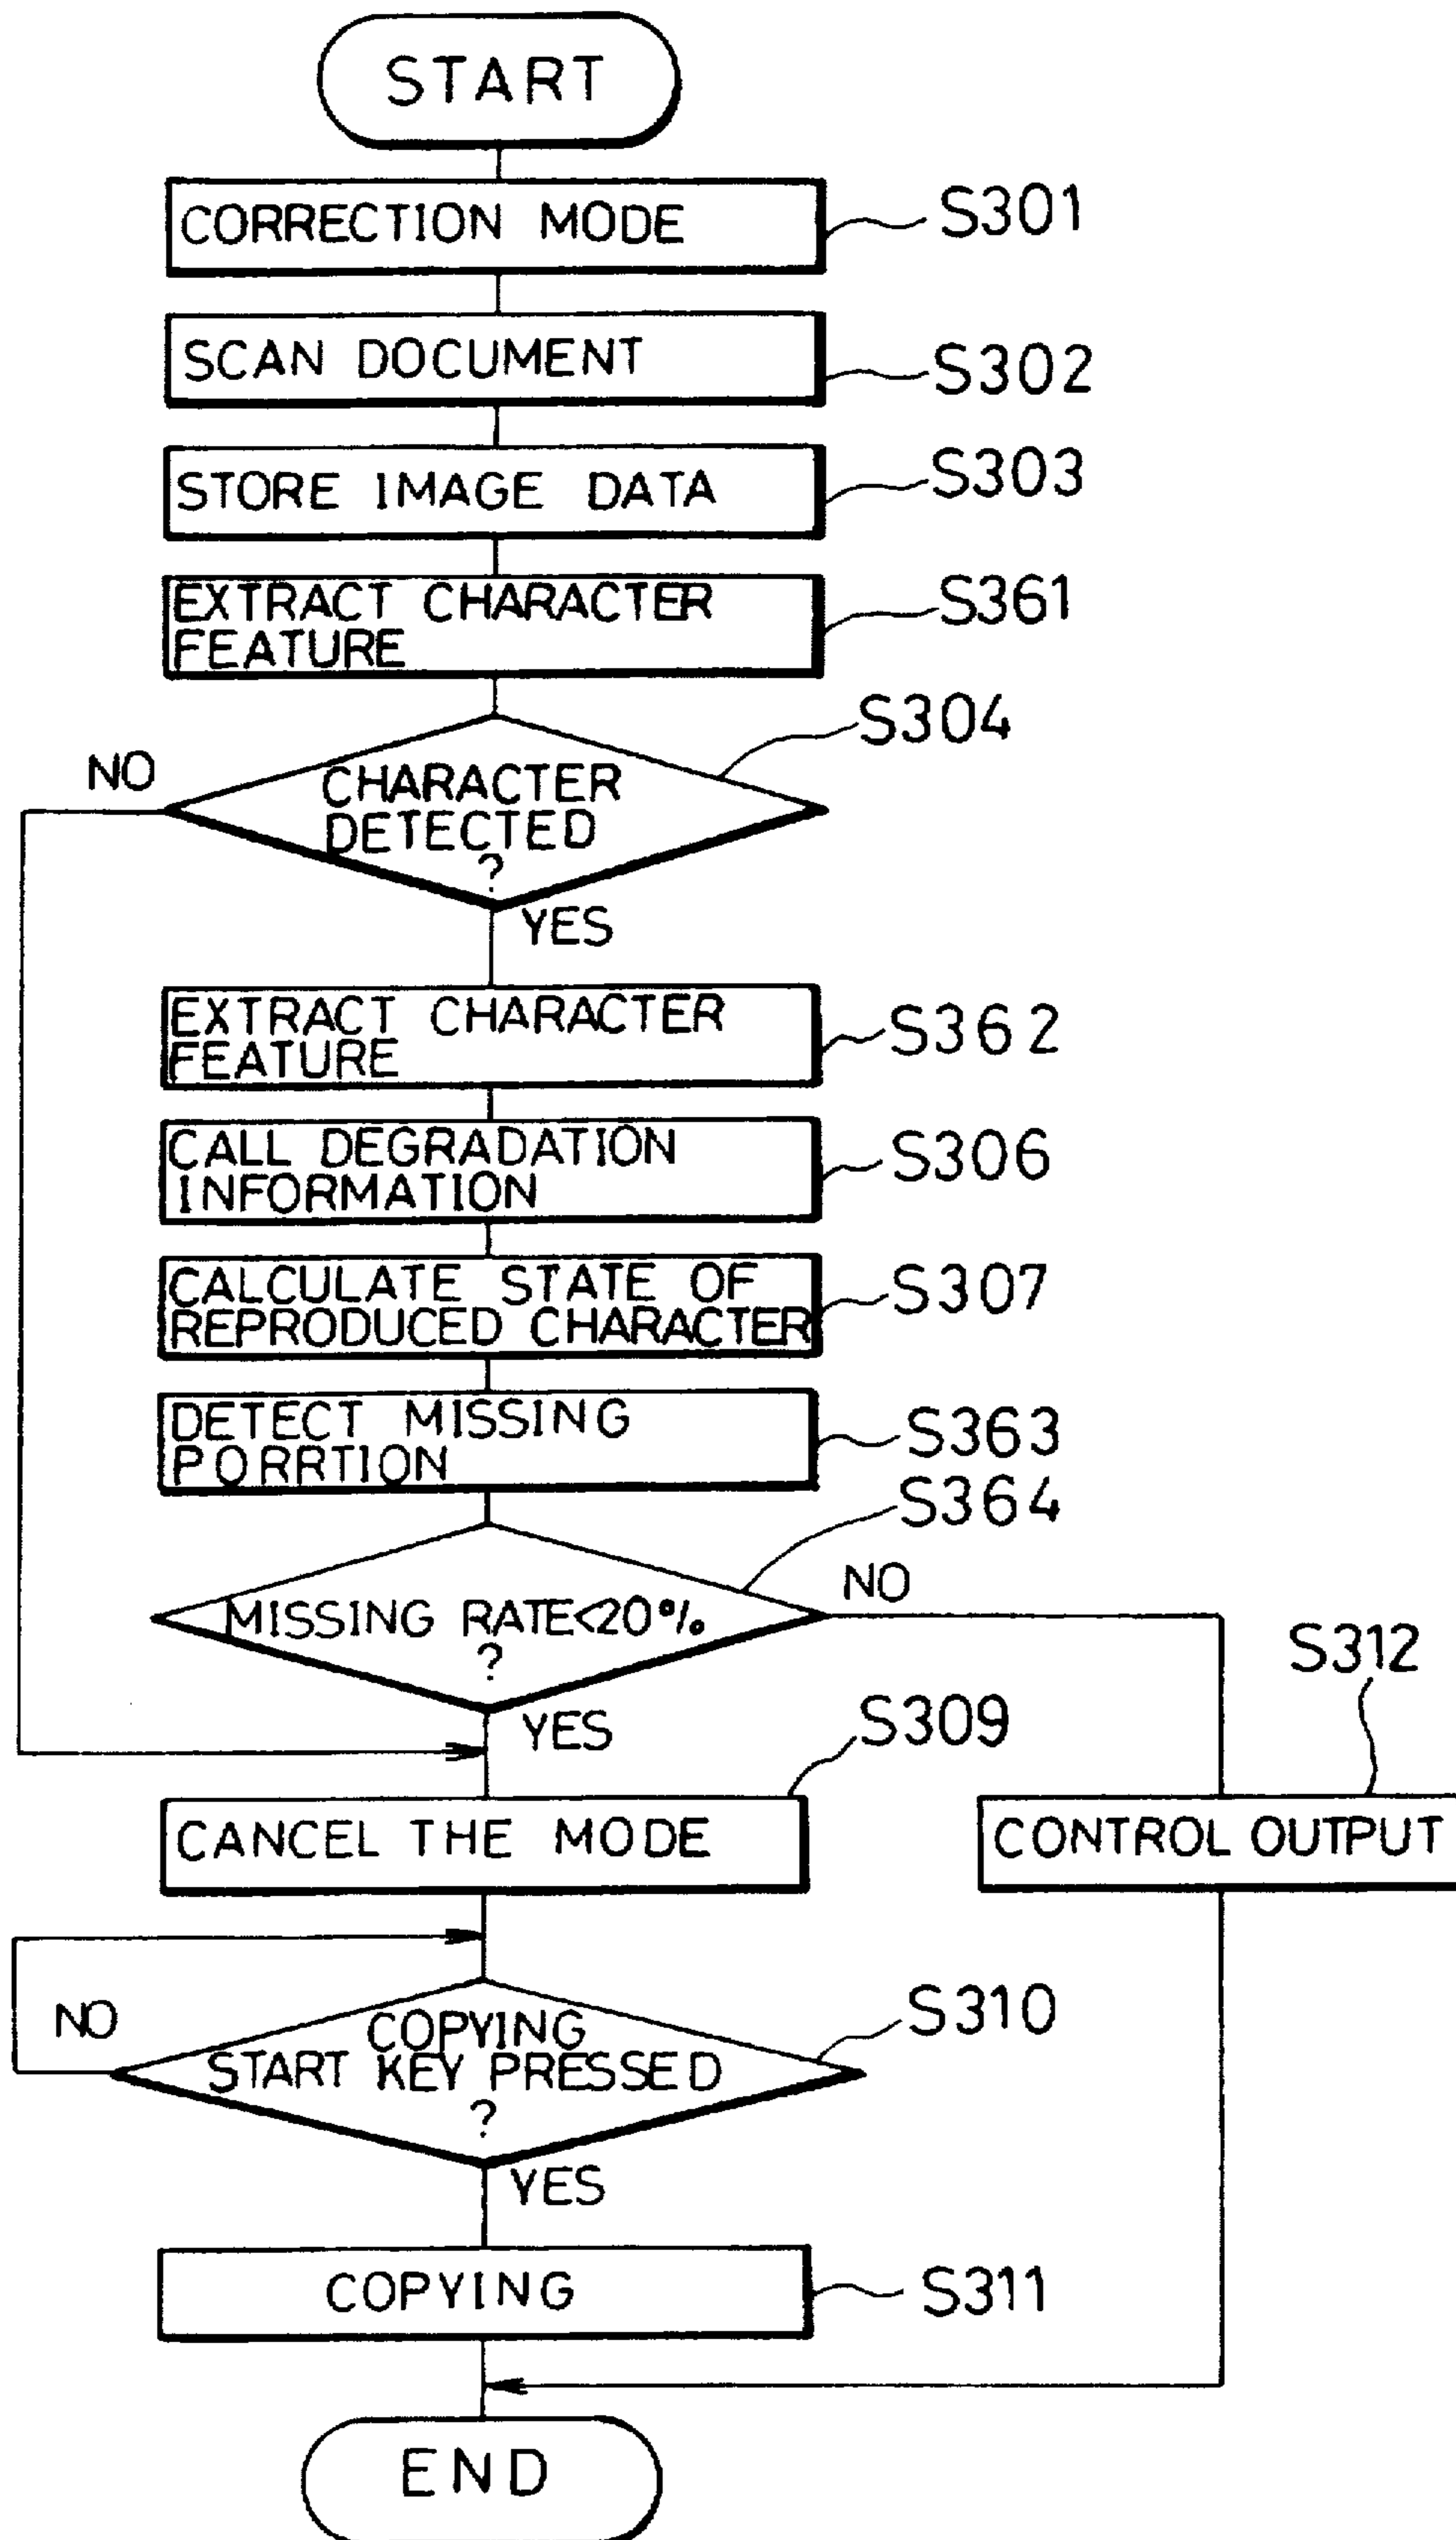 START
CORRECTION MODE
S301
SCAN DOCUMENT
S302
STORE IMAGE DATA
S303
EXTRACT CHARACTER
FEATURE
S361
S304
NO
CHARACTER
DETECTED
?
YES
EXTRACT CHARACTER
FEATURE
S362
CALL DEGRADATION
INFORMATION
S306
CALCULATE STATE OF
REPRODUCED CHARACTER
S307
DETECT MISSING
PORRTION
S363
S364
NO
MISSING RATE<20%
?
YES
S312
S309
CANCEL THE MODE
CONTROL OUTPUT
NO
COPYING
START KEY PRESSED
?
S310
YES
COPYING
S311
END